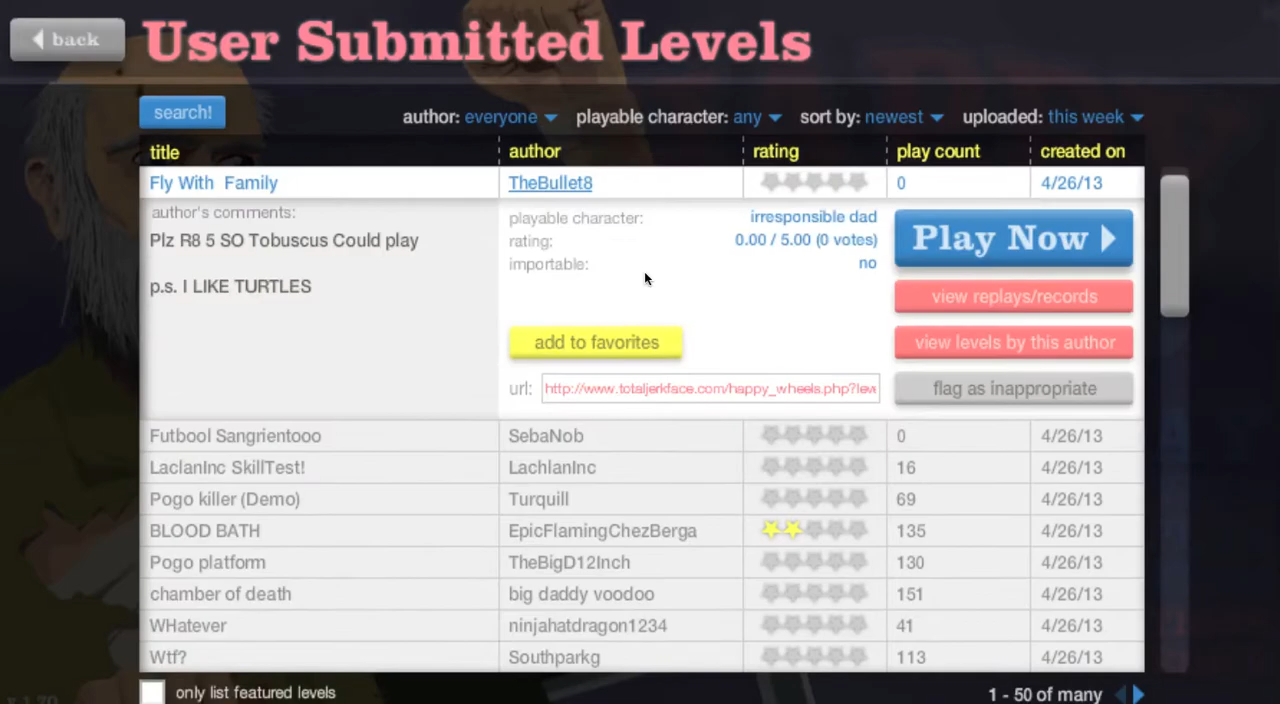 back
User Submitted Levels
search!
author: everyone playable character: any sort by: newest uploaded: this week
title author rating play count created on
Fly With Family TheBullet8 0 4/26/13
author's comments:
Plz R8 5 SO Tobuscus Could play
p.s. I LIKE TURTLES
playable character: irresponsible dad
rating: 0.00 / 5.00 (0 votes)
importable: no
add to favorites
url: http://www.totaljerkface.com/happy_wheels.php?leve
Play Now
view replays/records
view levels by this author
flag as inappropriate
Futbool Sangrientooo SebaNob 0 4/26/13
LaclanInc SkillTest! LachlanInc 16 4/26/13
Pogo killer (Demo) Turquill 69 4/26/13
BLOOD BATH EpicFlamingChezBerga 135 4/26/13
Pogo platform TheBigD12Inch 130 4/26/13
chamber of death big daddy voodoo 151 4/26/13
WHatever ninjahatdragon1234 41 4/26/13
Wtf? Southparkg 113 4/26/13
only list featured levels
1 - 50 of many